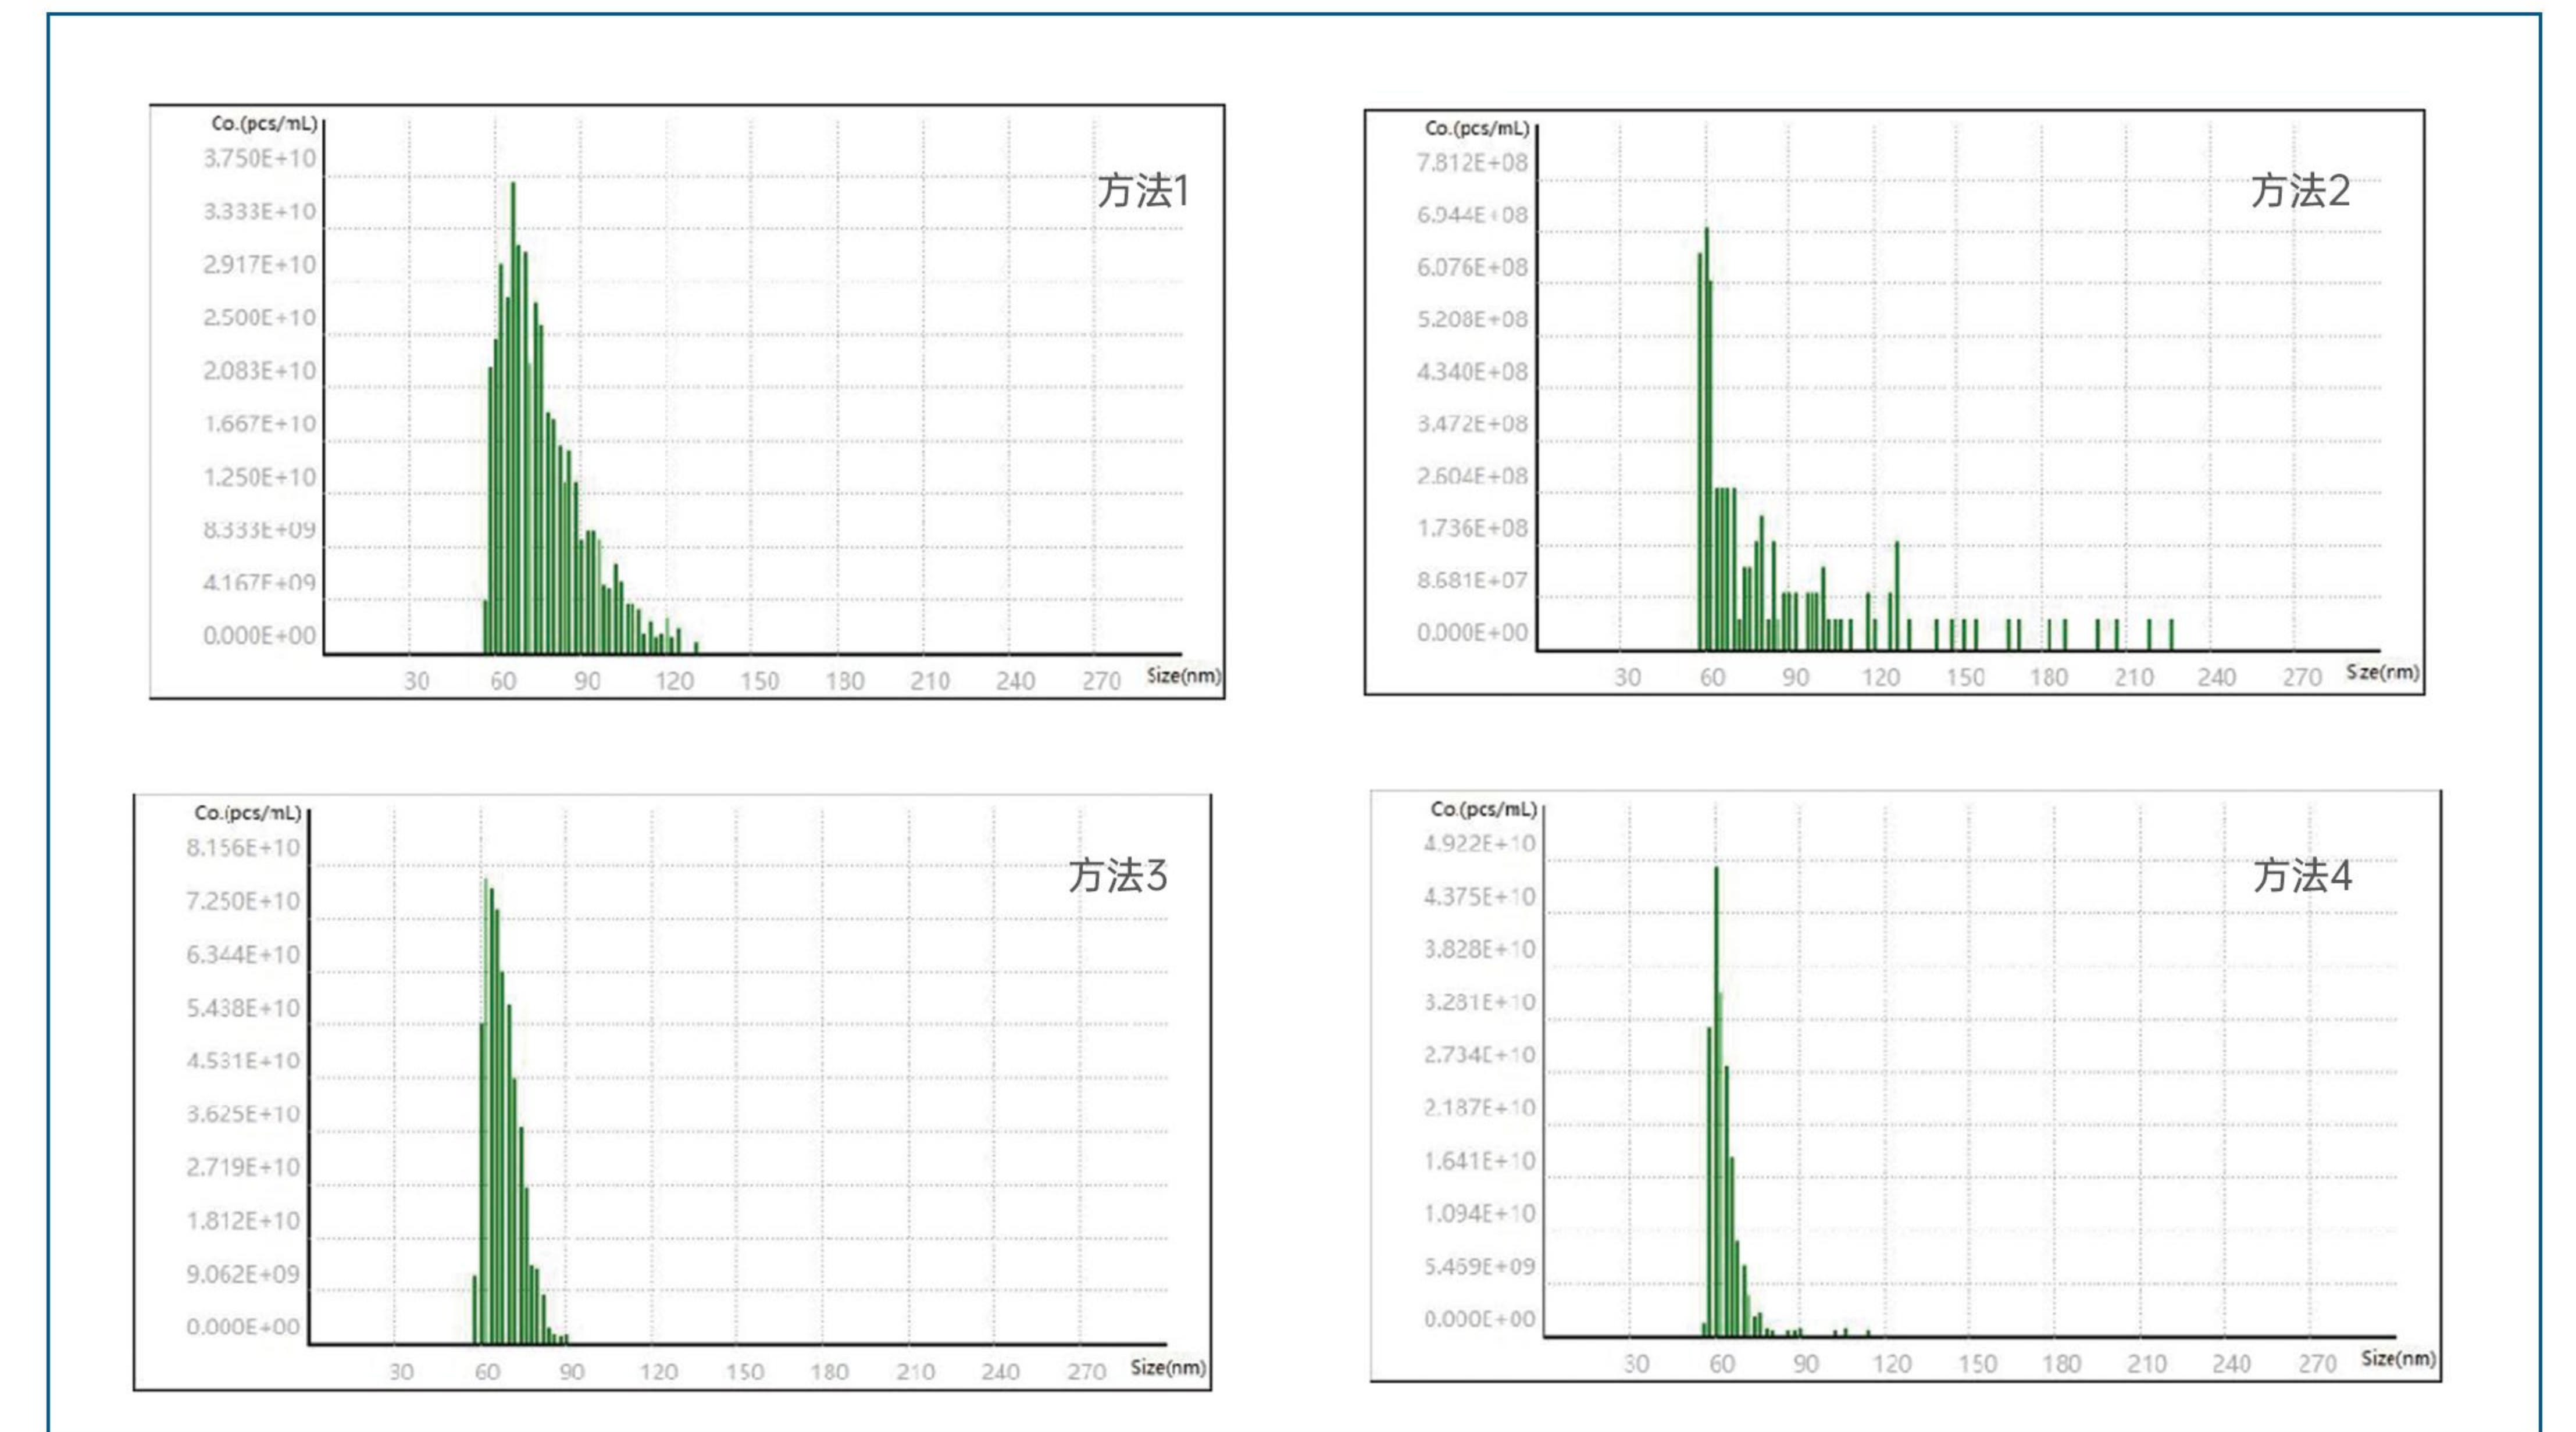 Co.(pcs/mL)
3.750E+10
3.333E+10
2.917E+10
2.500E+10
2.083E+10
1.667E+10
1.250E+10
8.333E+09
4.167E+09
0.000E+00
30 60 90 120 150 180 210 240 270 Size(nm)
方法1
Co.(pcs/mL)
7.812E+08
6.944E+08
6.076E+08
5.208E+08
4.340E+08
3.472E+08
2.604E+08
1.736E+08
8.681E+07
0.000E+00
30 60 90 120 150 180 210 240 270 Size(nm)
方法2
Co.(pcs/mL)
8.156E+10
7.250E+10
6.344E+10
5.438E+10
4.531E+10
3.625E+10
2.719E+10
1.812E+10
9.062E+09
0.000E+00
30 60 90 120 150 180 210 240 270 Size(nm)
方法3
Co.(pcs/mL)
4.922E+10
4.375E+10
3.828E+10
3.281E+10
2.734E+10
2.187E+10
1.641E+10
1.094E+10
5.469E+09
0.000E+00
30 60 90 120 150 180 210 240 270 Size(nm)
方法4